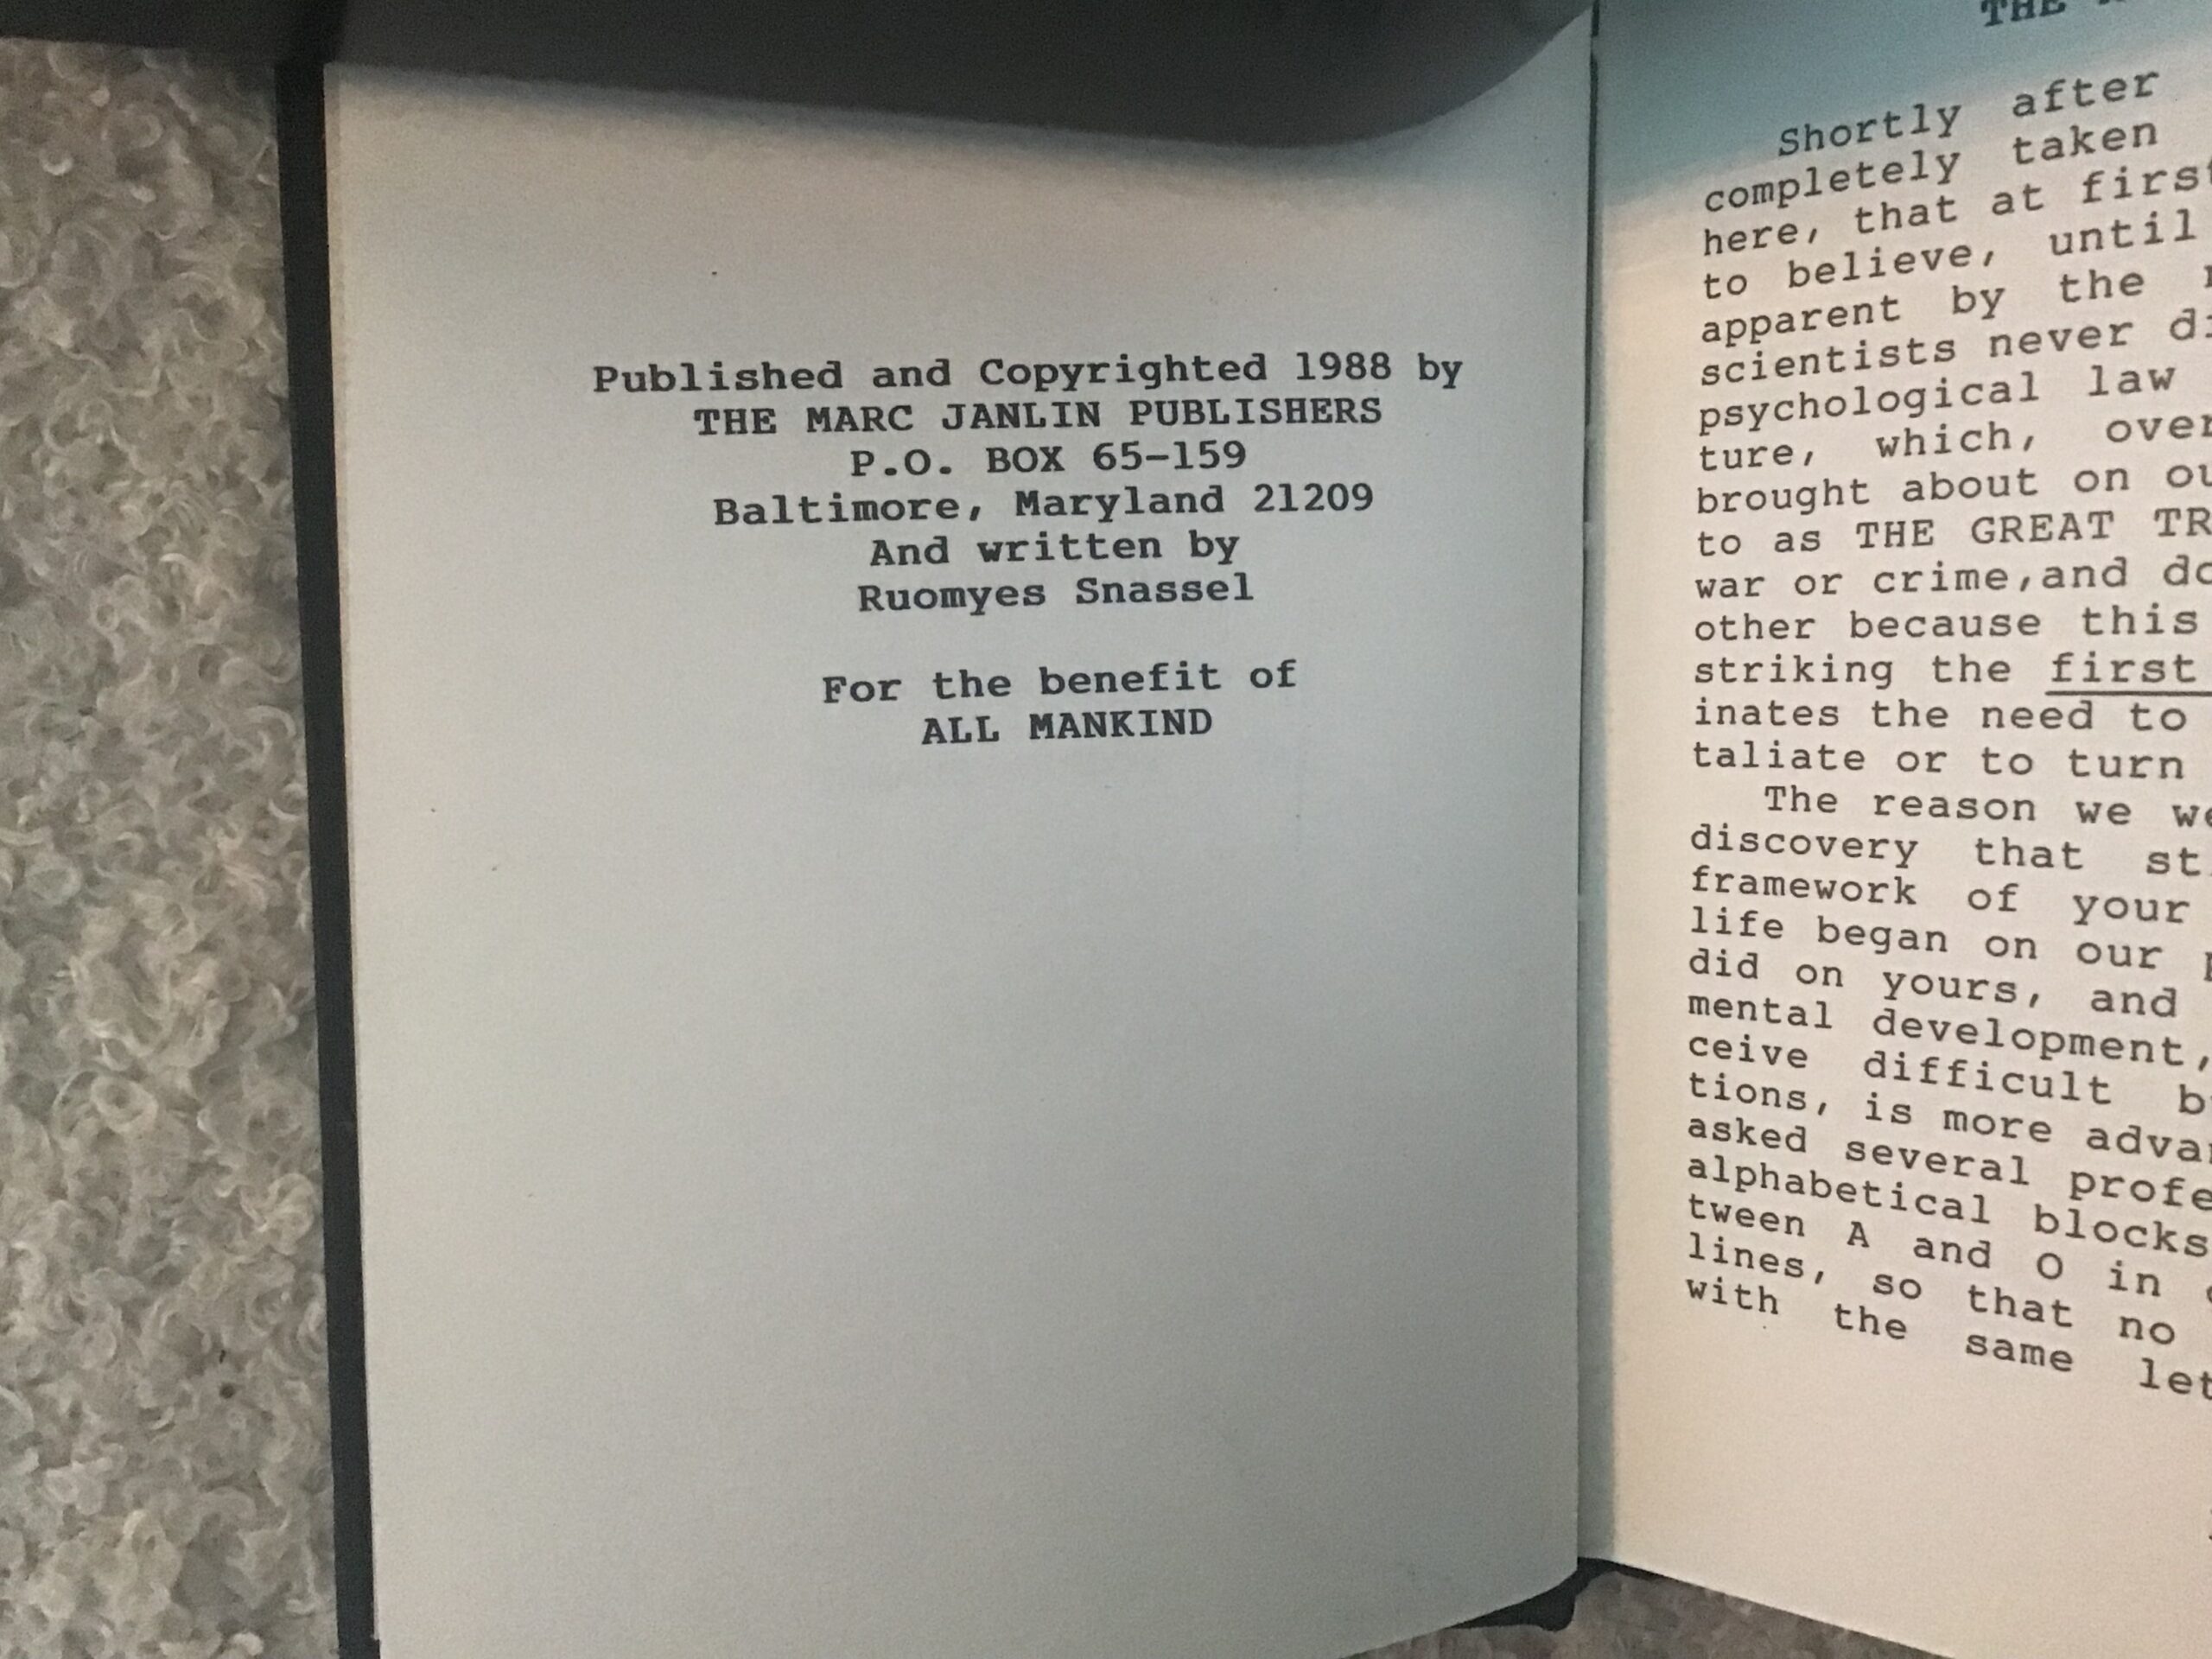 Published and Copyrighted 1988 by
THE MARC JANLIN PUBLISHERS
P.O. BOX 65-159
Baltimore, Maryland 21209
And written by
Ruomyes Snassel
For the benefit of
ALL MANKIND
THE
Shortly after
completely taken
here, that at first
to believe, until
apparent by the
scientists never
psychological law
ture, which, over
brought about on
to as THE GREAT
war or crime,and
other because this
striking the first
inates the need to
taliate or to turn
The reason we
discovery that
framework of your
life began on our
did on yours, and
mental development,
ceive difficult
tions, is more
asked several
alphabetical blocks
tween A and O in
lines, so that no
with the same